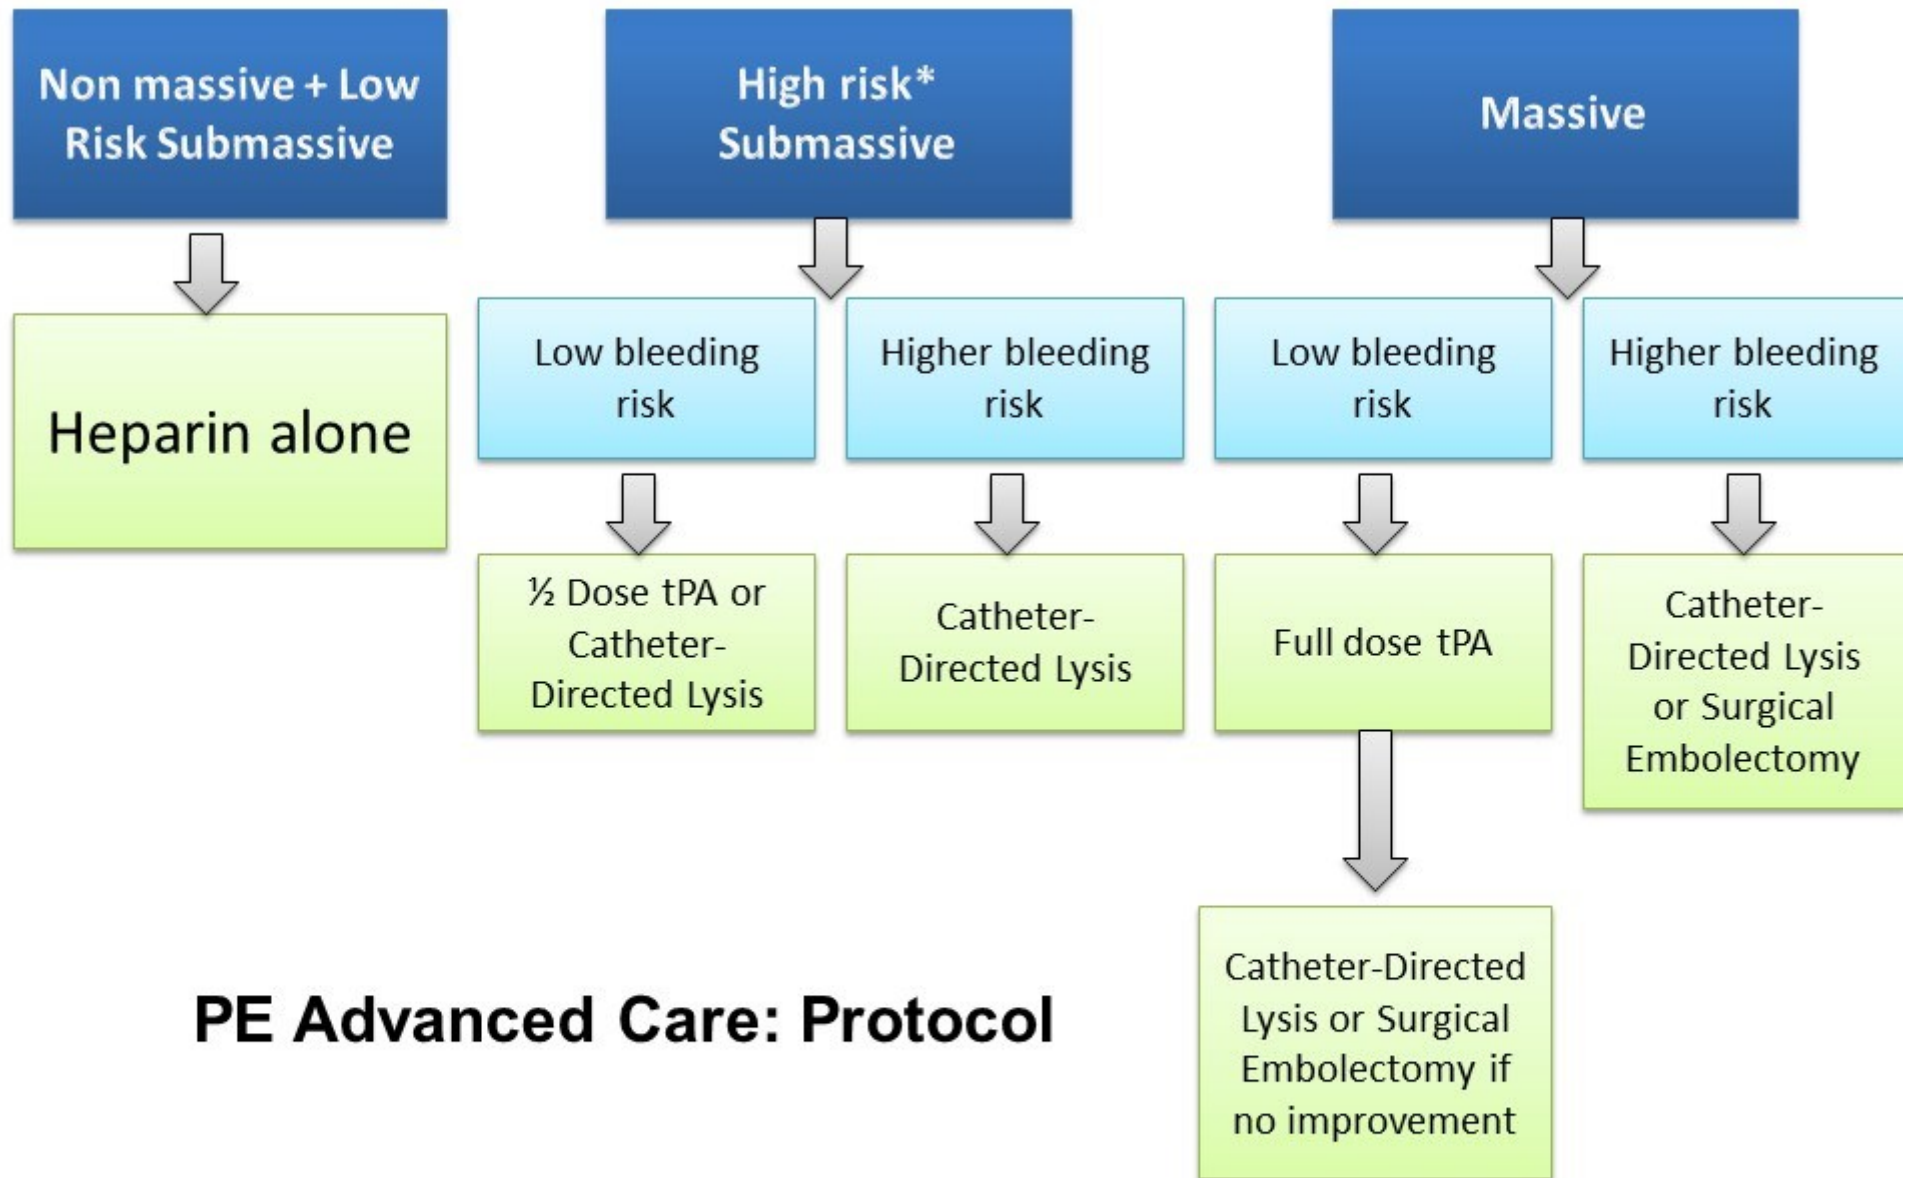 Non massive + Low
Risk Submassive
High risk*
Submassive
Massive
Heparin alone
Low bleeding
risk
Higher bleeding
risk
Low bleeding
risk
Higher bleeding
risk
½ Dose tPA or
Catheter-
Directed Lysis
Catheter-
Directed Lysis
Full dose tPA
Catheter-
Directed Lysis
or Surgical
Embolectomy
Catheter-Directed
Lysis or Surgical
Embolectomy if
no improvement
PE Advanced Care: Protocol